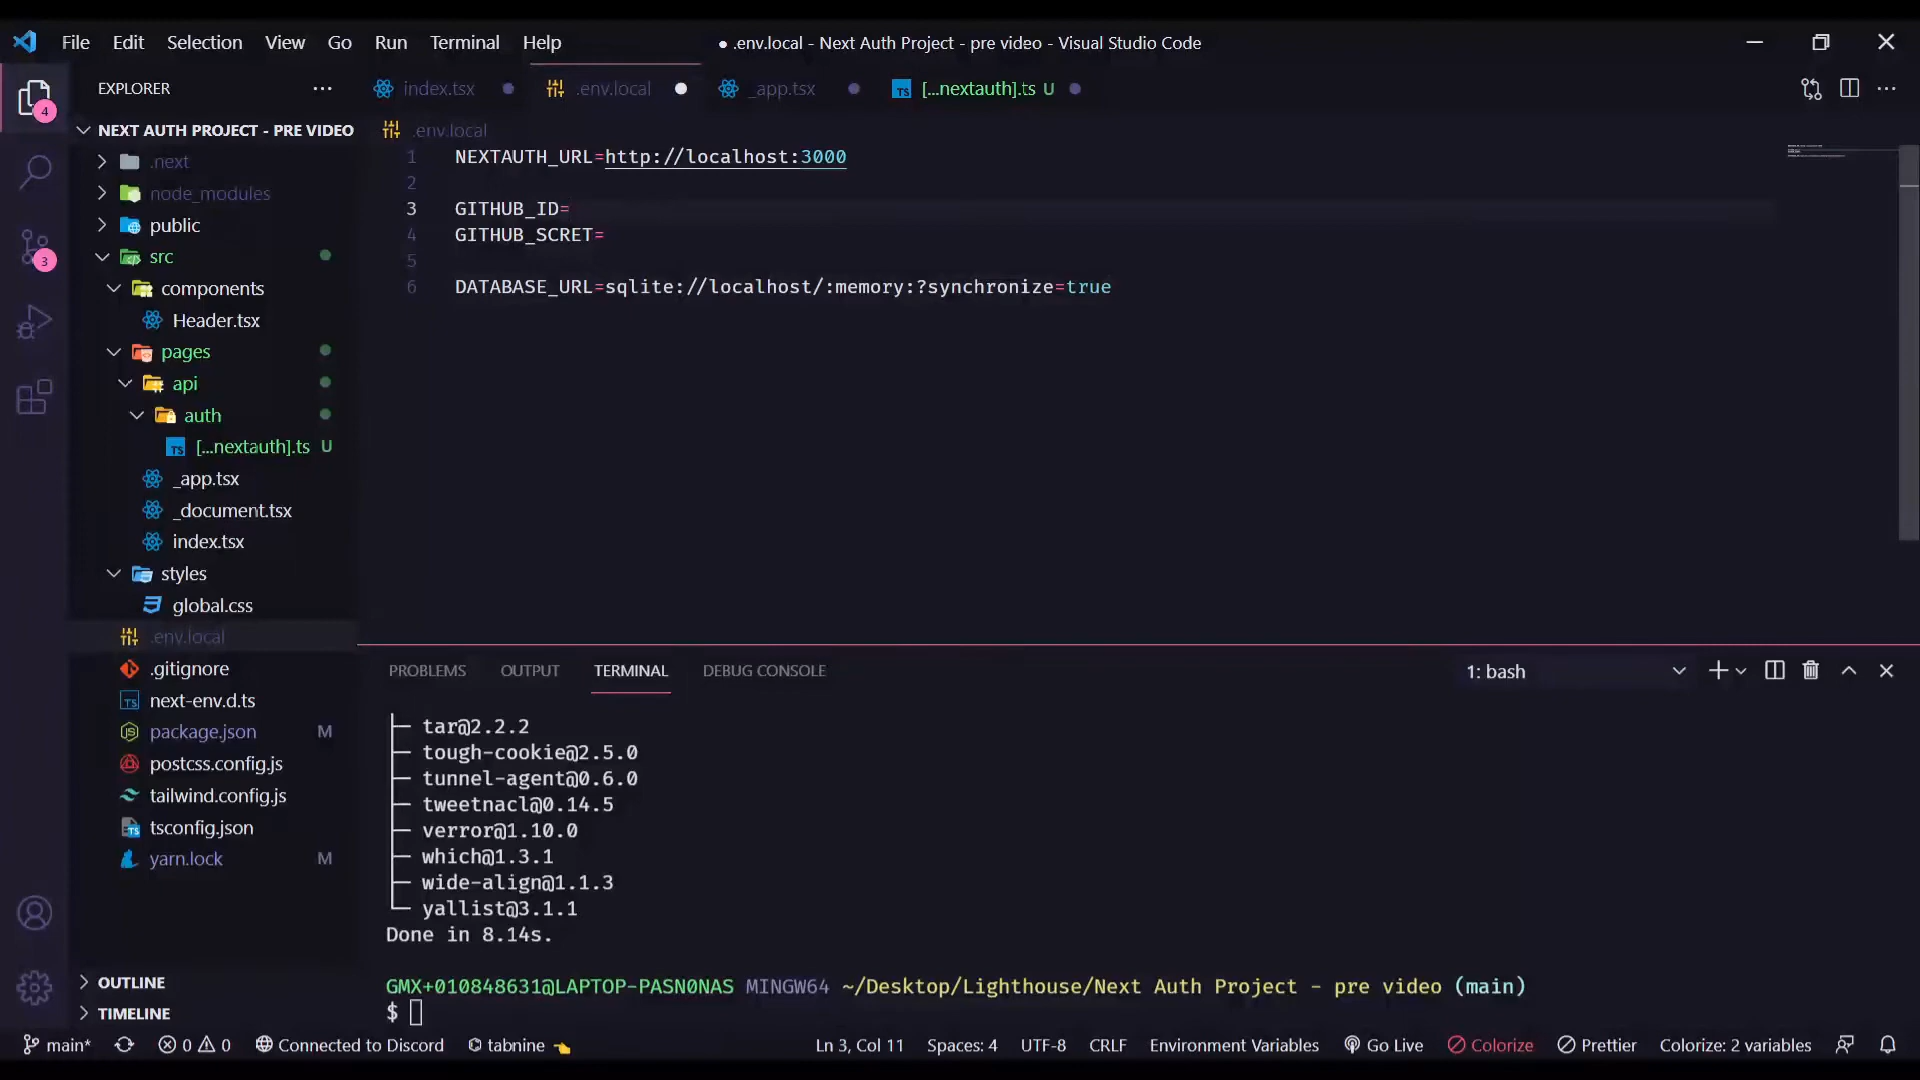 File Edit Selection View Go Run Terminal Help
● .env.local - Next Auth Project - pre video - Visual Studio Code
EXPLORER
index.tsx
.env.local
_app.tsx
[...nextauth].ts U
4
NEXT AUTH PROJECT - PRE VIDEO
.env.local
.next
node_modules
public
src
components
Header.tsx
pages
api
auth
[...nextauth].ts U
_app.tsx
_document.tsx
index.tsx
styles
global.css
.env.local
.gitignore
next-env.d.ts
package.json M
postcss.config.js
tailwind.config.js
tsconfig.json
yarn.lock M
OUTLINE
TIMELINE
3
1 NEXTAUTH_URL=http://localhost:3000
2
3 GITHUB_ID=
4 GITHUB_SCRET=
5
6 DATABASE_URL=sqlite://localhost/:memory:?synchronize=true
PROBLEMS OUTPUT TERMINAL DEBUG CONSOLE
1: bash
├─ tar@2.2.2
├─ tough-cookie@2.5.0
├─ tunnel-agent@0.6.0
├─ tweetnacl@0.14.5
├─ verror@1.10.0
├─ which@1.3.1
├─ wide-align@1.1.3
└─ yallist@3.1.1
Done in 8.14s.
GMX+010848631@LAPTOP-PASN0NAS MINGW64 ~/Desktop/Lighthouse/Next Auth Project - pre video (main)
$
main* 0 0 Connected to Discord tabnine Ln 3, Col 11 Spaces: 4 UTF-8 CRLF Environment Variables Go Live Colorize Prettier Colorize: 2 variables